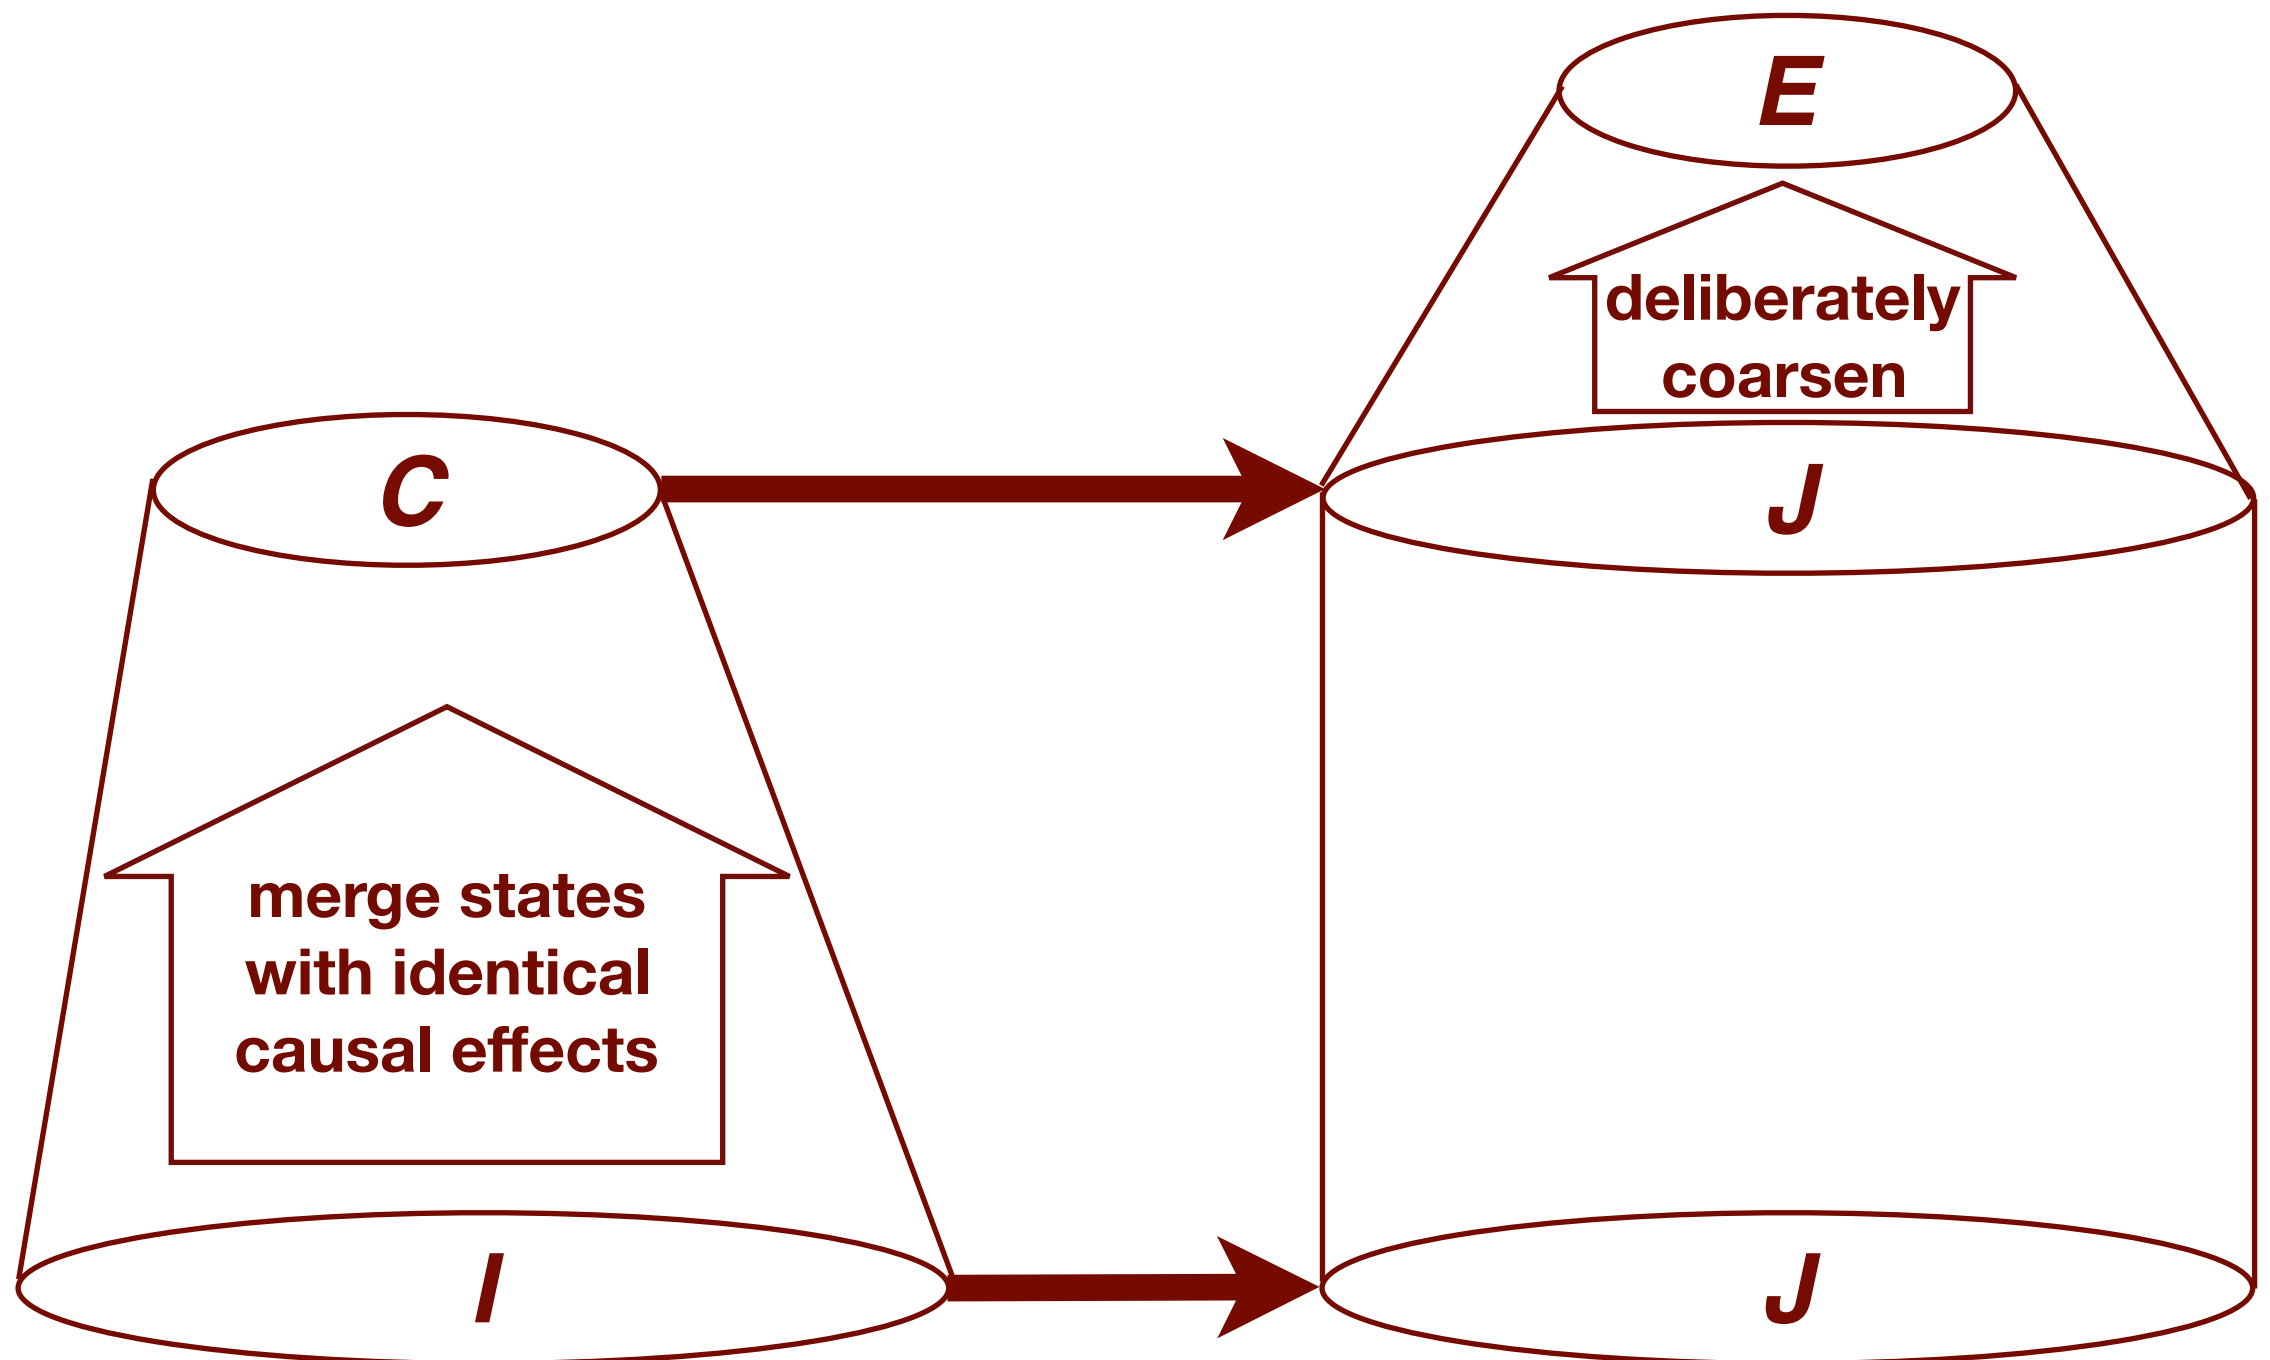 E
deliberately
coarsen
C
J
merge states
with identical
causal effects
I
J